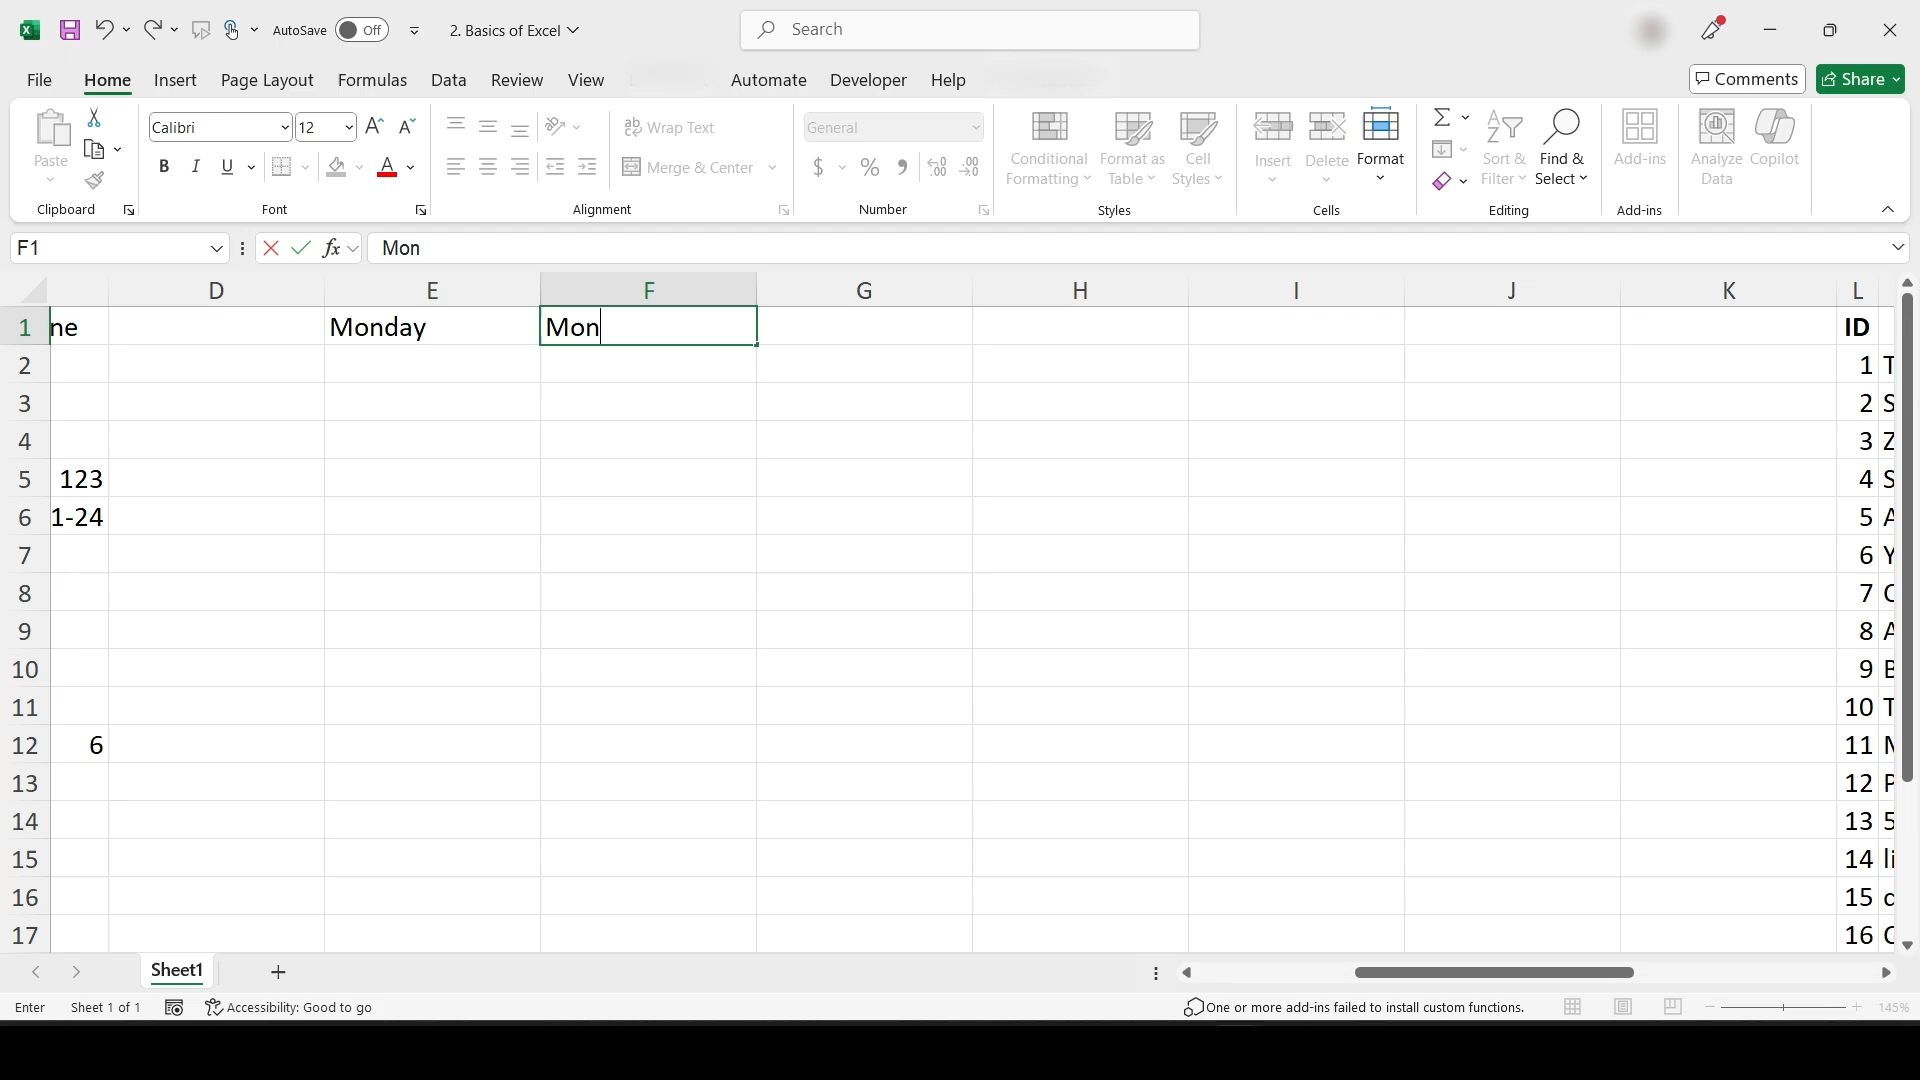 AutoSave Off 2. Basics of Excel Search
File Home Insert Page Layout Formulas Data Review View Automate Developer Help Comments Share
Paste Calibri 12 Wrap Text General Conditional Formatting Format as Table Cell Styles Insert Delete Format Sort & Filter Find & Select Add-ins Analyze Data Copilot
B I U A Merge & Center $ % 9 .00
Clipboard Font Alignment Number Styles Cells Editing Add-ins
F1 fx Mon
D E F G H I J K L
1 ne Monday Mon ID
2 1 T
3 2 S
4 3 Z
5 123 4 S
6 1-24 5 A
7 6 Y
8 7
9 8 A
10 9 B
11 10 T
12 6 11
13 12 P
14 13 5
15 14 li
16 15
17 16
Sheet1
Enter Sheet 1 of 1 Accessibility: Good to go One or more add-ins failed to install custom functions. 145%